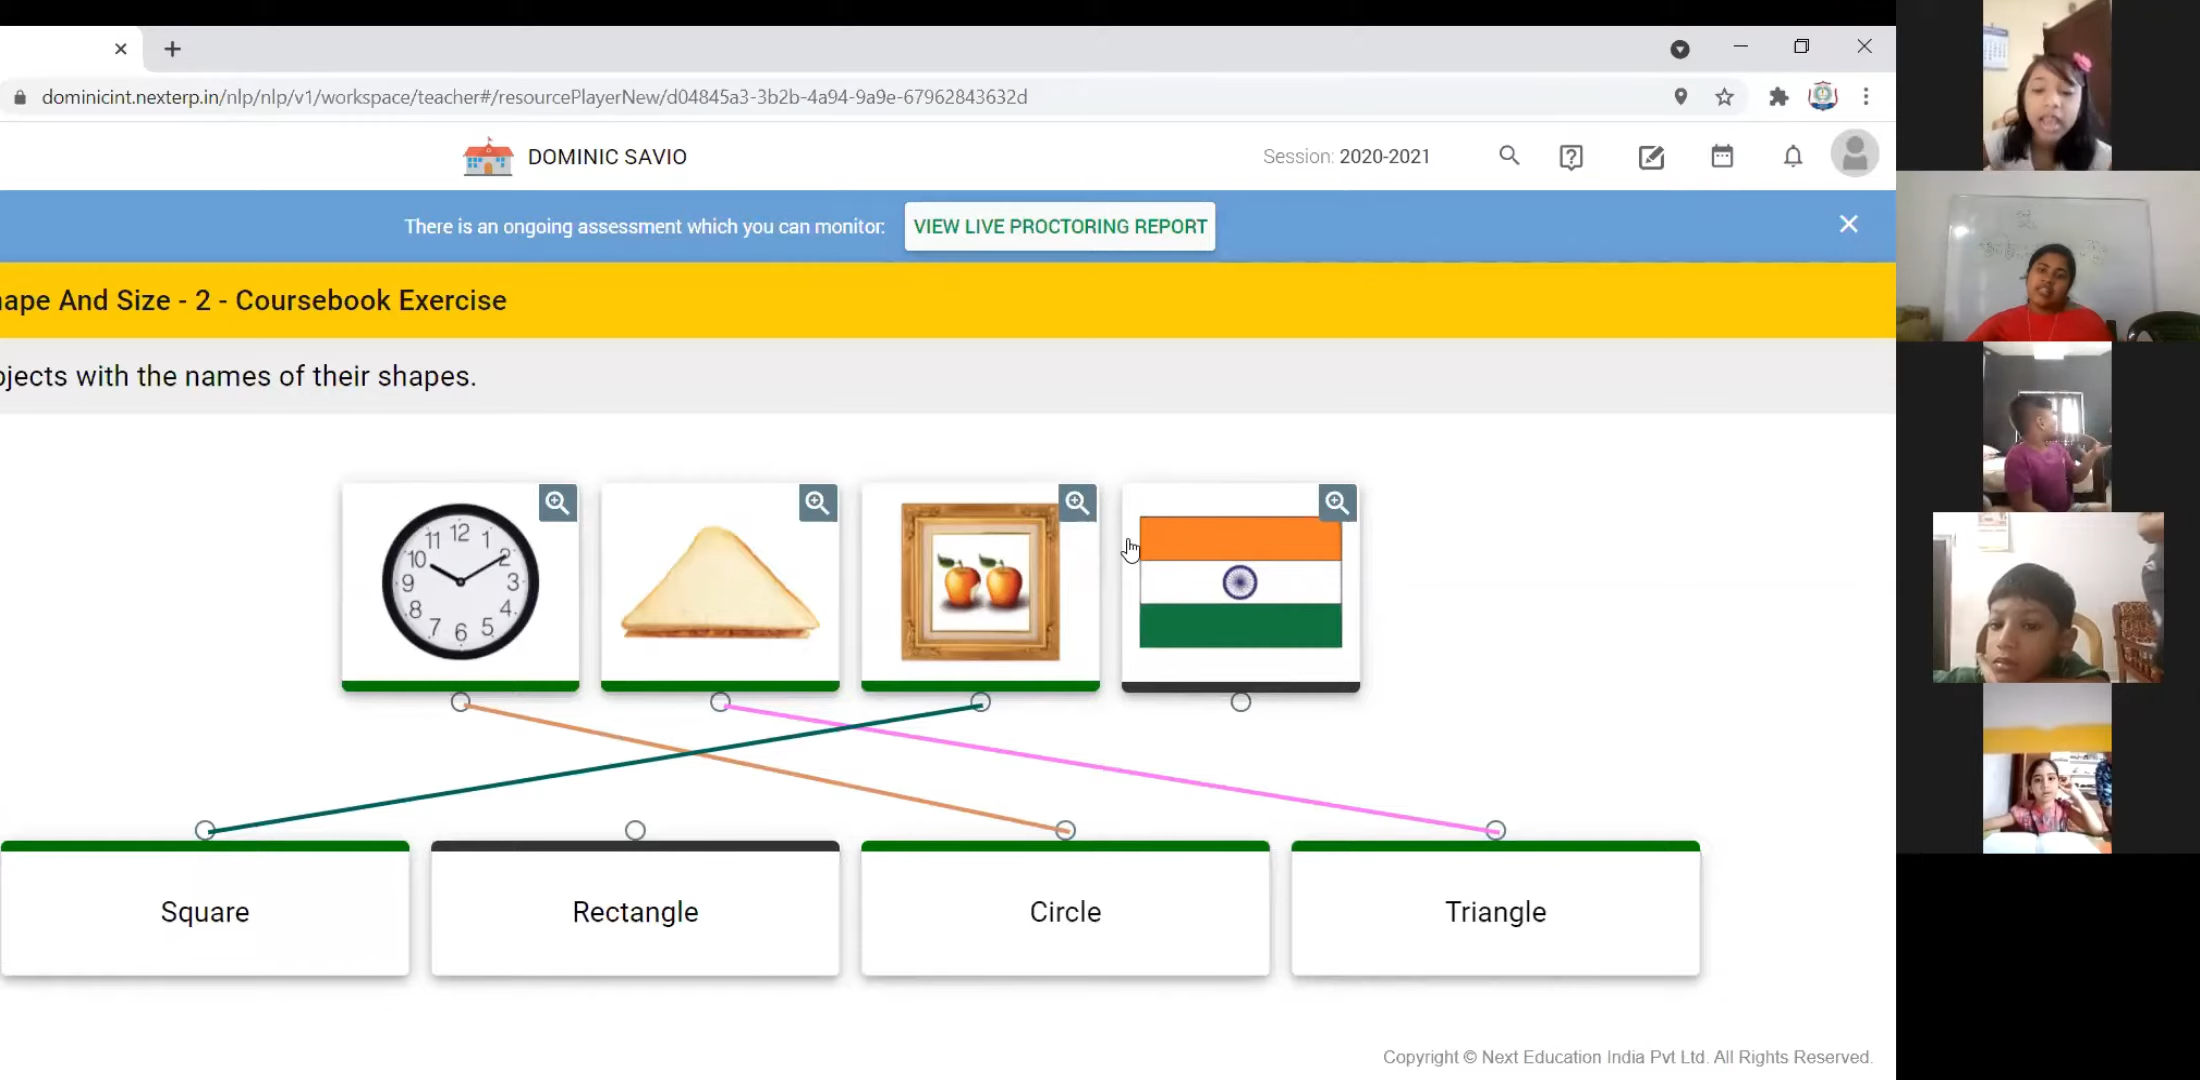 dominicint.nexterp.in/nlp/nlp/v1/workspace/teacher#/resourcePlayerNew/d04845a3-3b2b-4a94-9a9e-67962843632d
DOMINIC SAVIO
Session: 2020-2021
There is an ongoing assessment which you can monitor:
VIEW LIVE PROCTORING REPORT
ape And Size - 2 - Coursebook Exercise
jects with the names of their shapes.
12 1 2 3 4 5 6 7 8 9 10 11
Square
Rectangle
Circle
Triangle
Copyright © Next Education India Pvt Ltd. All Rights Reserved.